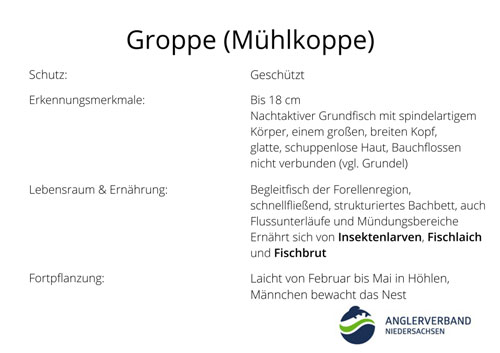 Groppe (Mühlkoppe)
Schutz: Geschützt
Erkennungsmerkmale: Bis 18 cm
Nachtaktiver Grundfisch mit spindelartigem
Körper, einem großen, breiten Kopf,
glatte, schuppenlose Haut, Bauchflossen
nicht verbunden (vgl. Grundel)
Lebensraum & Ernährung: Begleitfisch der Forellenregion,
schnellfließend, strukturiertes Bachbett, auch
Flussunterläufe und Mündungsbereiche
Ernährt sich von Insektenlarven, Fischlaich
und Fischbrut
Fortpflanzung: Laicht von Februar bis Mai in Höhlen,
Männchen bewacht das Nest
ANGLERVERBAND
NIEDERSACHSEN